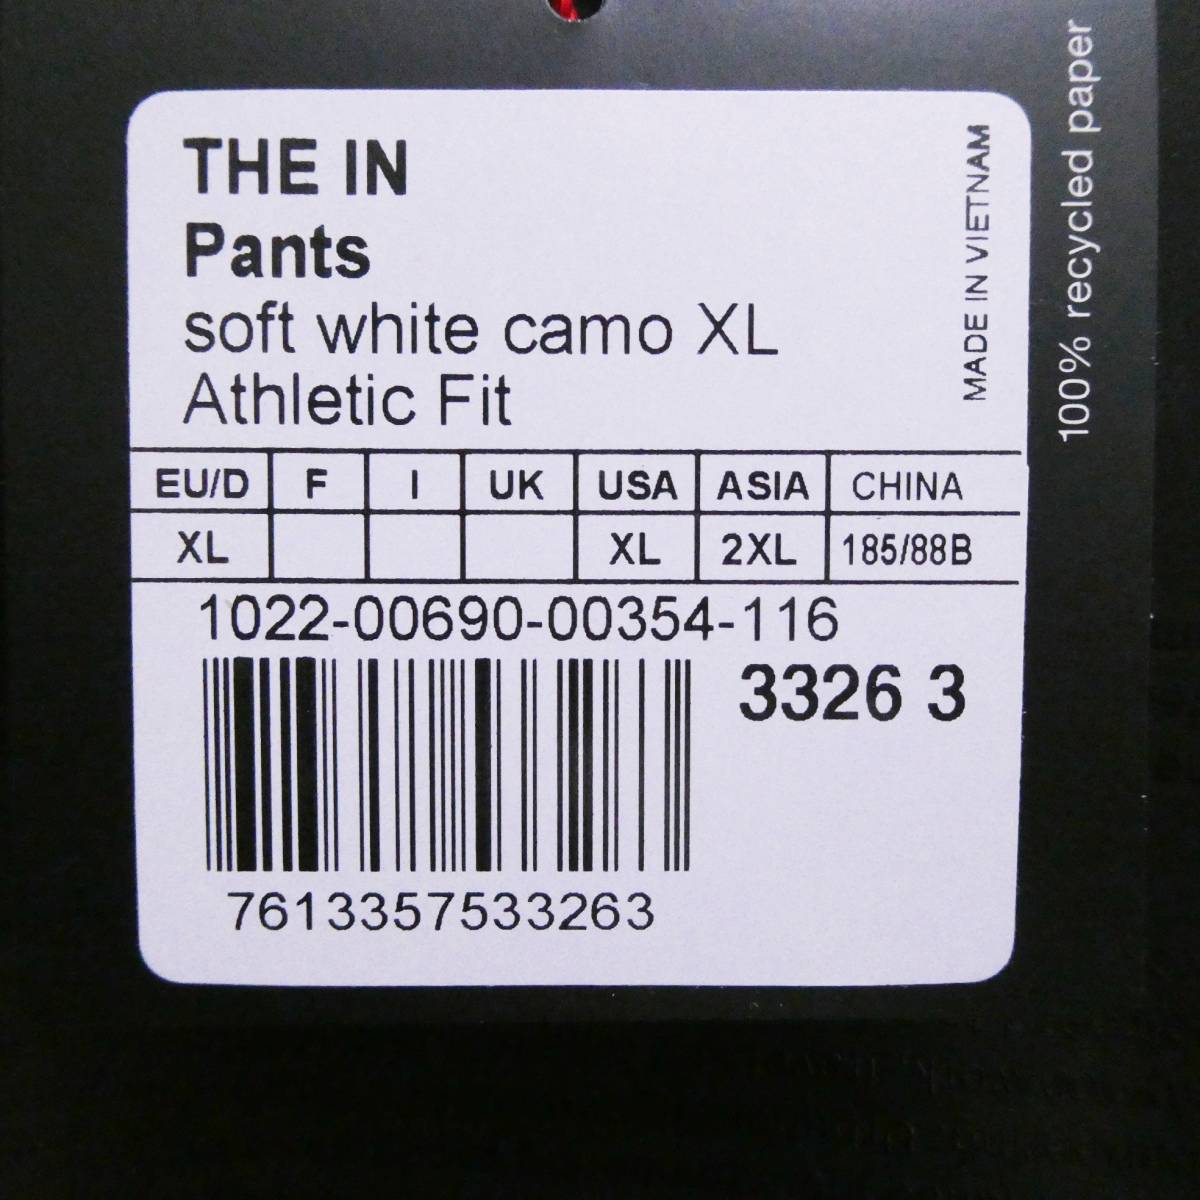 THE IN
Pants
soft white camo XL
Athletic Fit
MADE IN VIETNAM
100% recycled paper
EU/D F I UK USA ASIA CHINA
XL XL 2XL 185/88B
1022-00690-00354-116
3326 3
7613357533263